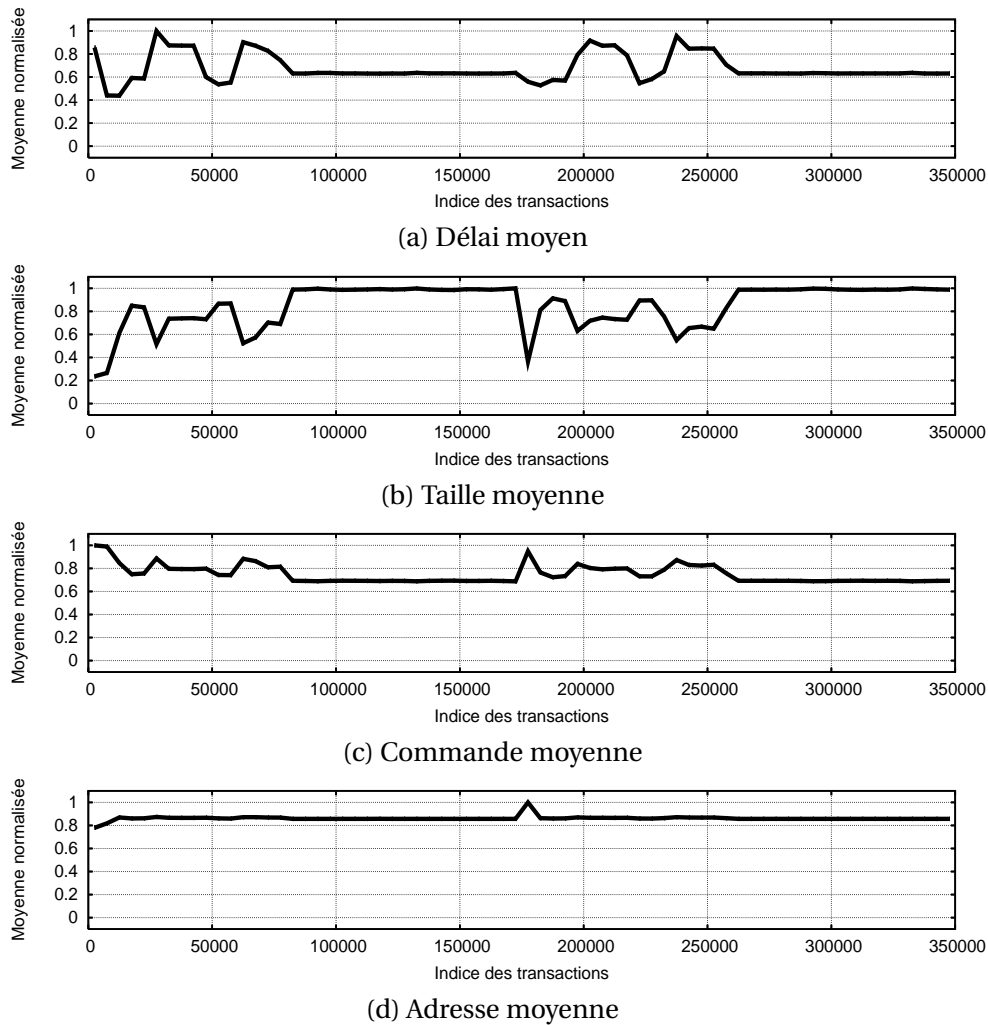 Moyenne normalisée
1
0.8
0.6
0.4
0.2
0
0 50000 100000 150000 200000 250000 300000 350000
Indice des transactions
(a) Délai moyen
Moyenne normalisée
1
0.8
0.6
0.4
0.2
0
0 50000 100000 150000 200000 250000 300000 350000
Indice des transactions
(b) Taille moyenne
Moyenne normalisée
1
0.8
0.6
0.4
0.2
0
0 50000 100000 150000 200000 250000 300000 350000
Indice des transactions
(c) Commande moyenne
Moyenne normalisée
1
0.8
0.6
0.4
0.2
0
0 50000 100000 150000 200000 250000 300000 350000
Indice des transactions
(d) Adresse moyenne